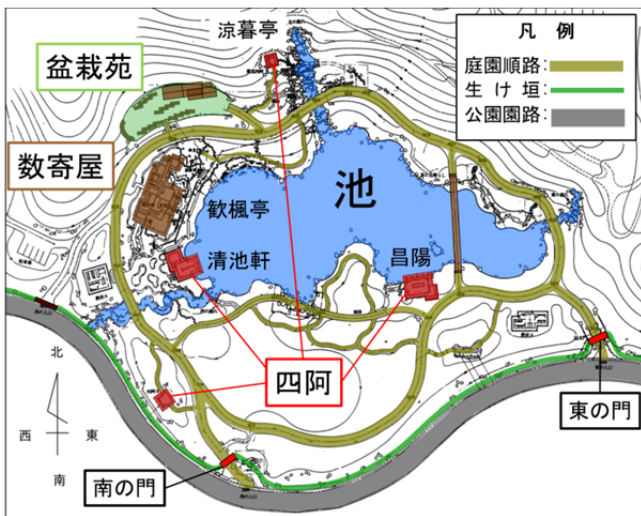 涼暮亭
盆栽苑
数寄屋
歓楓亭
清池軒
池
昌陽
四阿
東の門
南の門
北
西 東
南
凡 例
庭園順路:
生け垣:
公園園路: